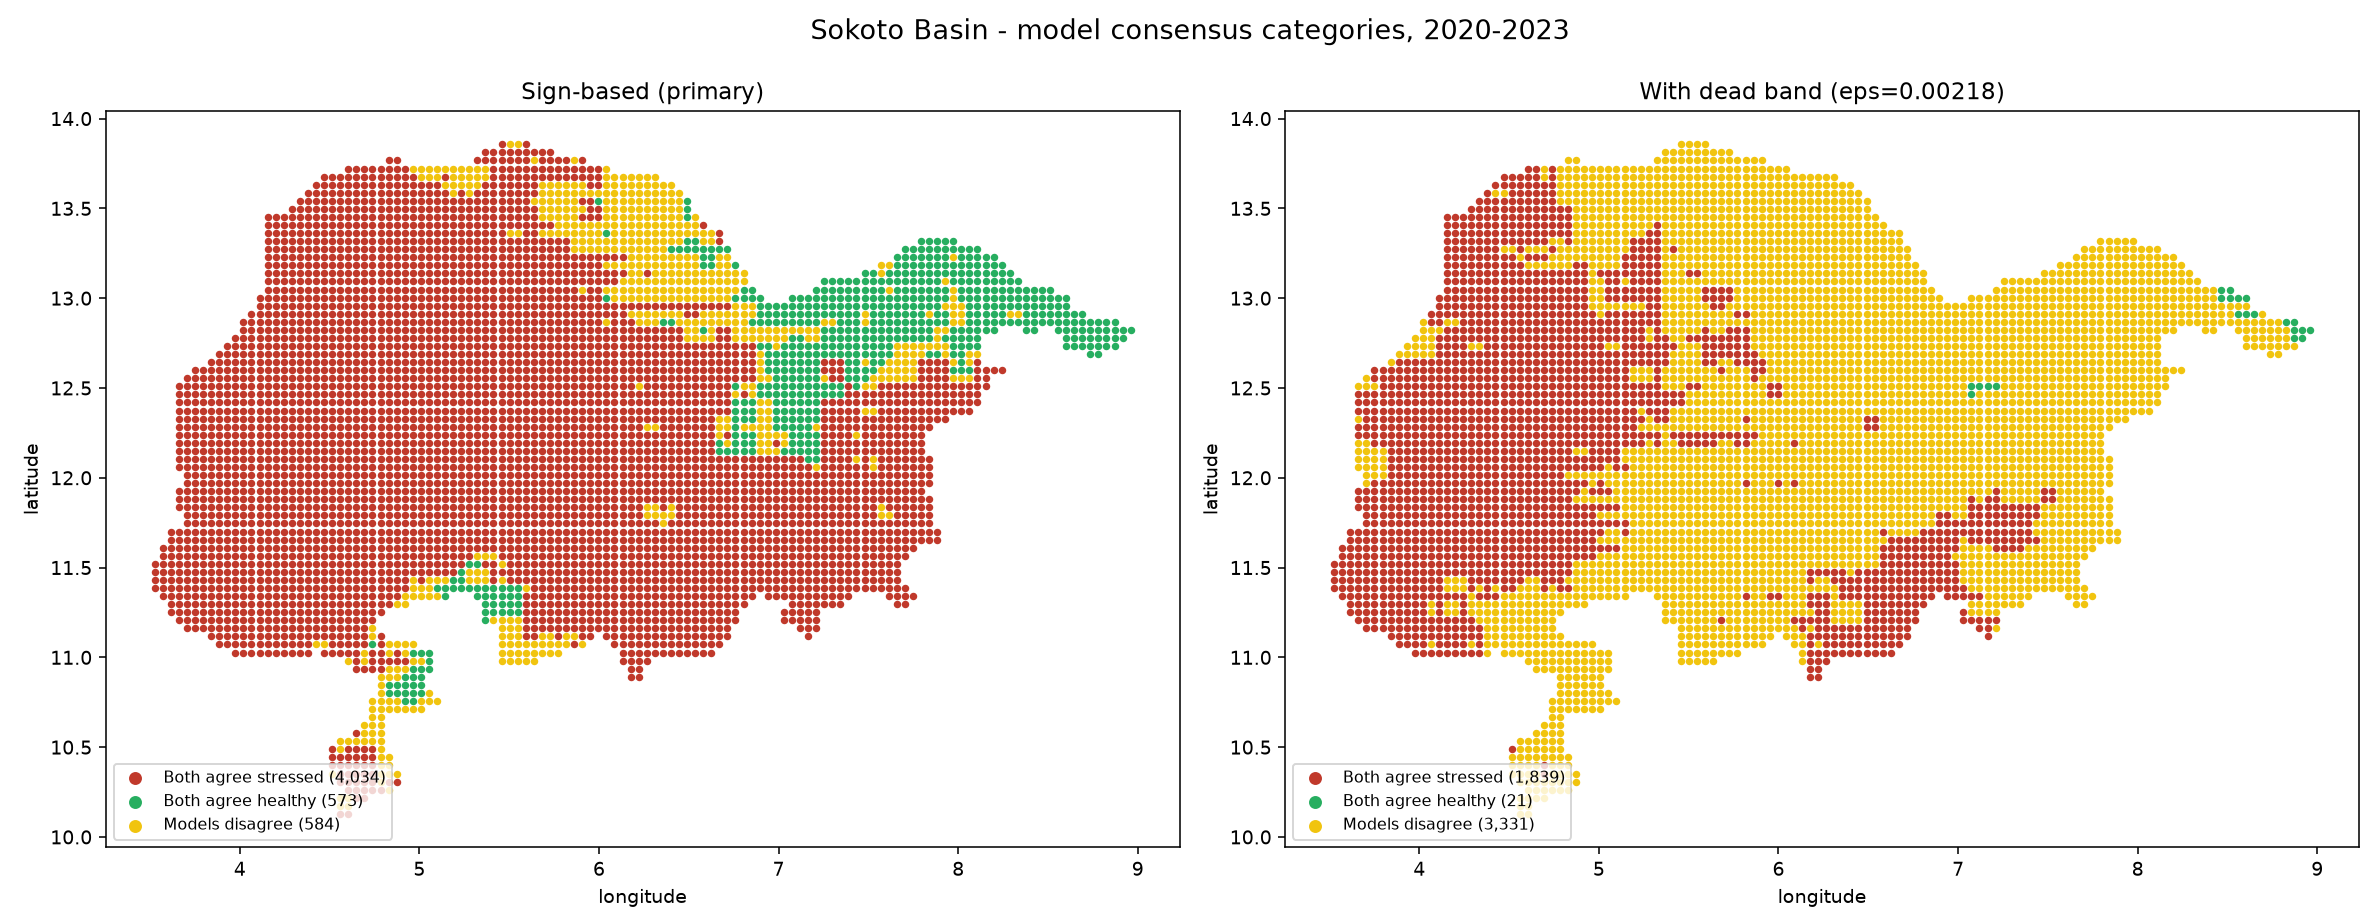 Sokoto Basin - model consensus categories, 2020-2023
Sign-based (primary)
14.0
13.5
13.0
12.5
12.0
11.5
11.0
10.5
10.0
latitude
4
5
6
7
8
9
longitude
Both agree stressed (4,034)
Both agree healthy (573)
Models disagree (584)
With dead band (eps=0.00218)
14.0
13.5
13.0
12.5
12.0
11.5
11.0
10.5
10.0
latitude
4
5
6
7
8
9
longitude
Both agree stressed (1,839)
Both agree healthy (21)
Models disagree (3,331)